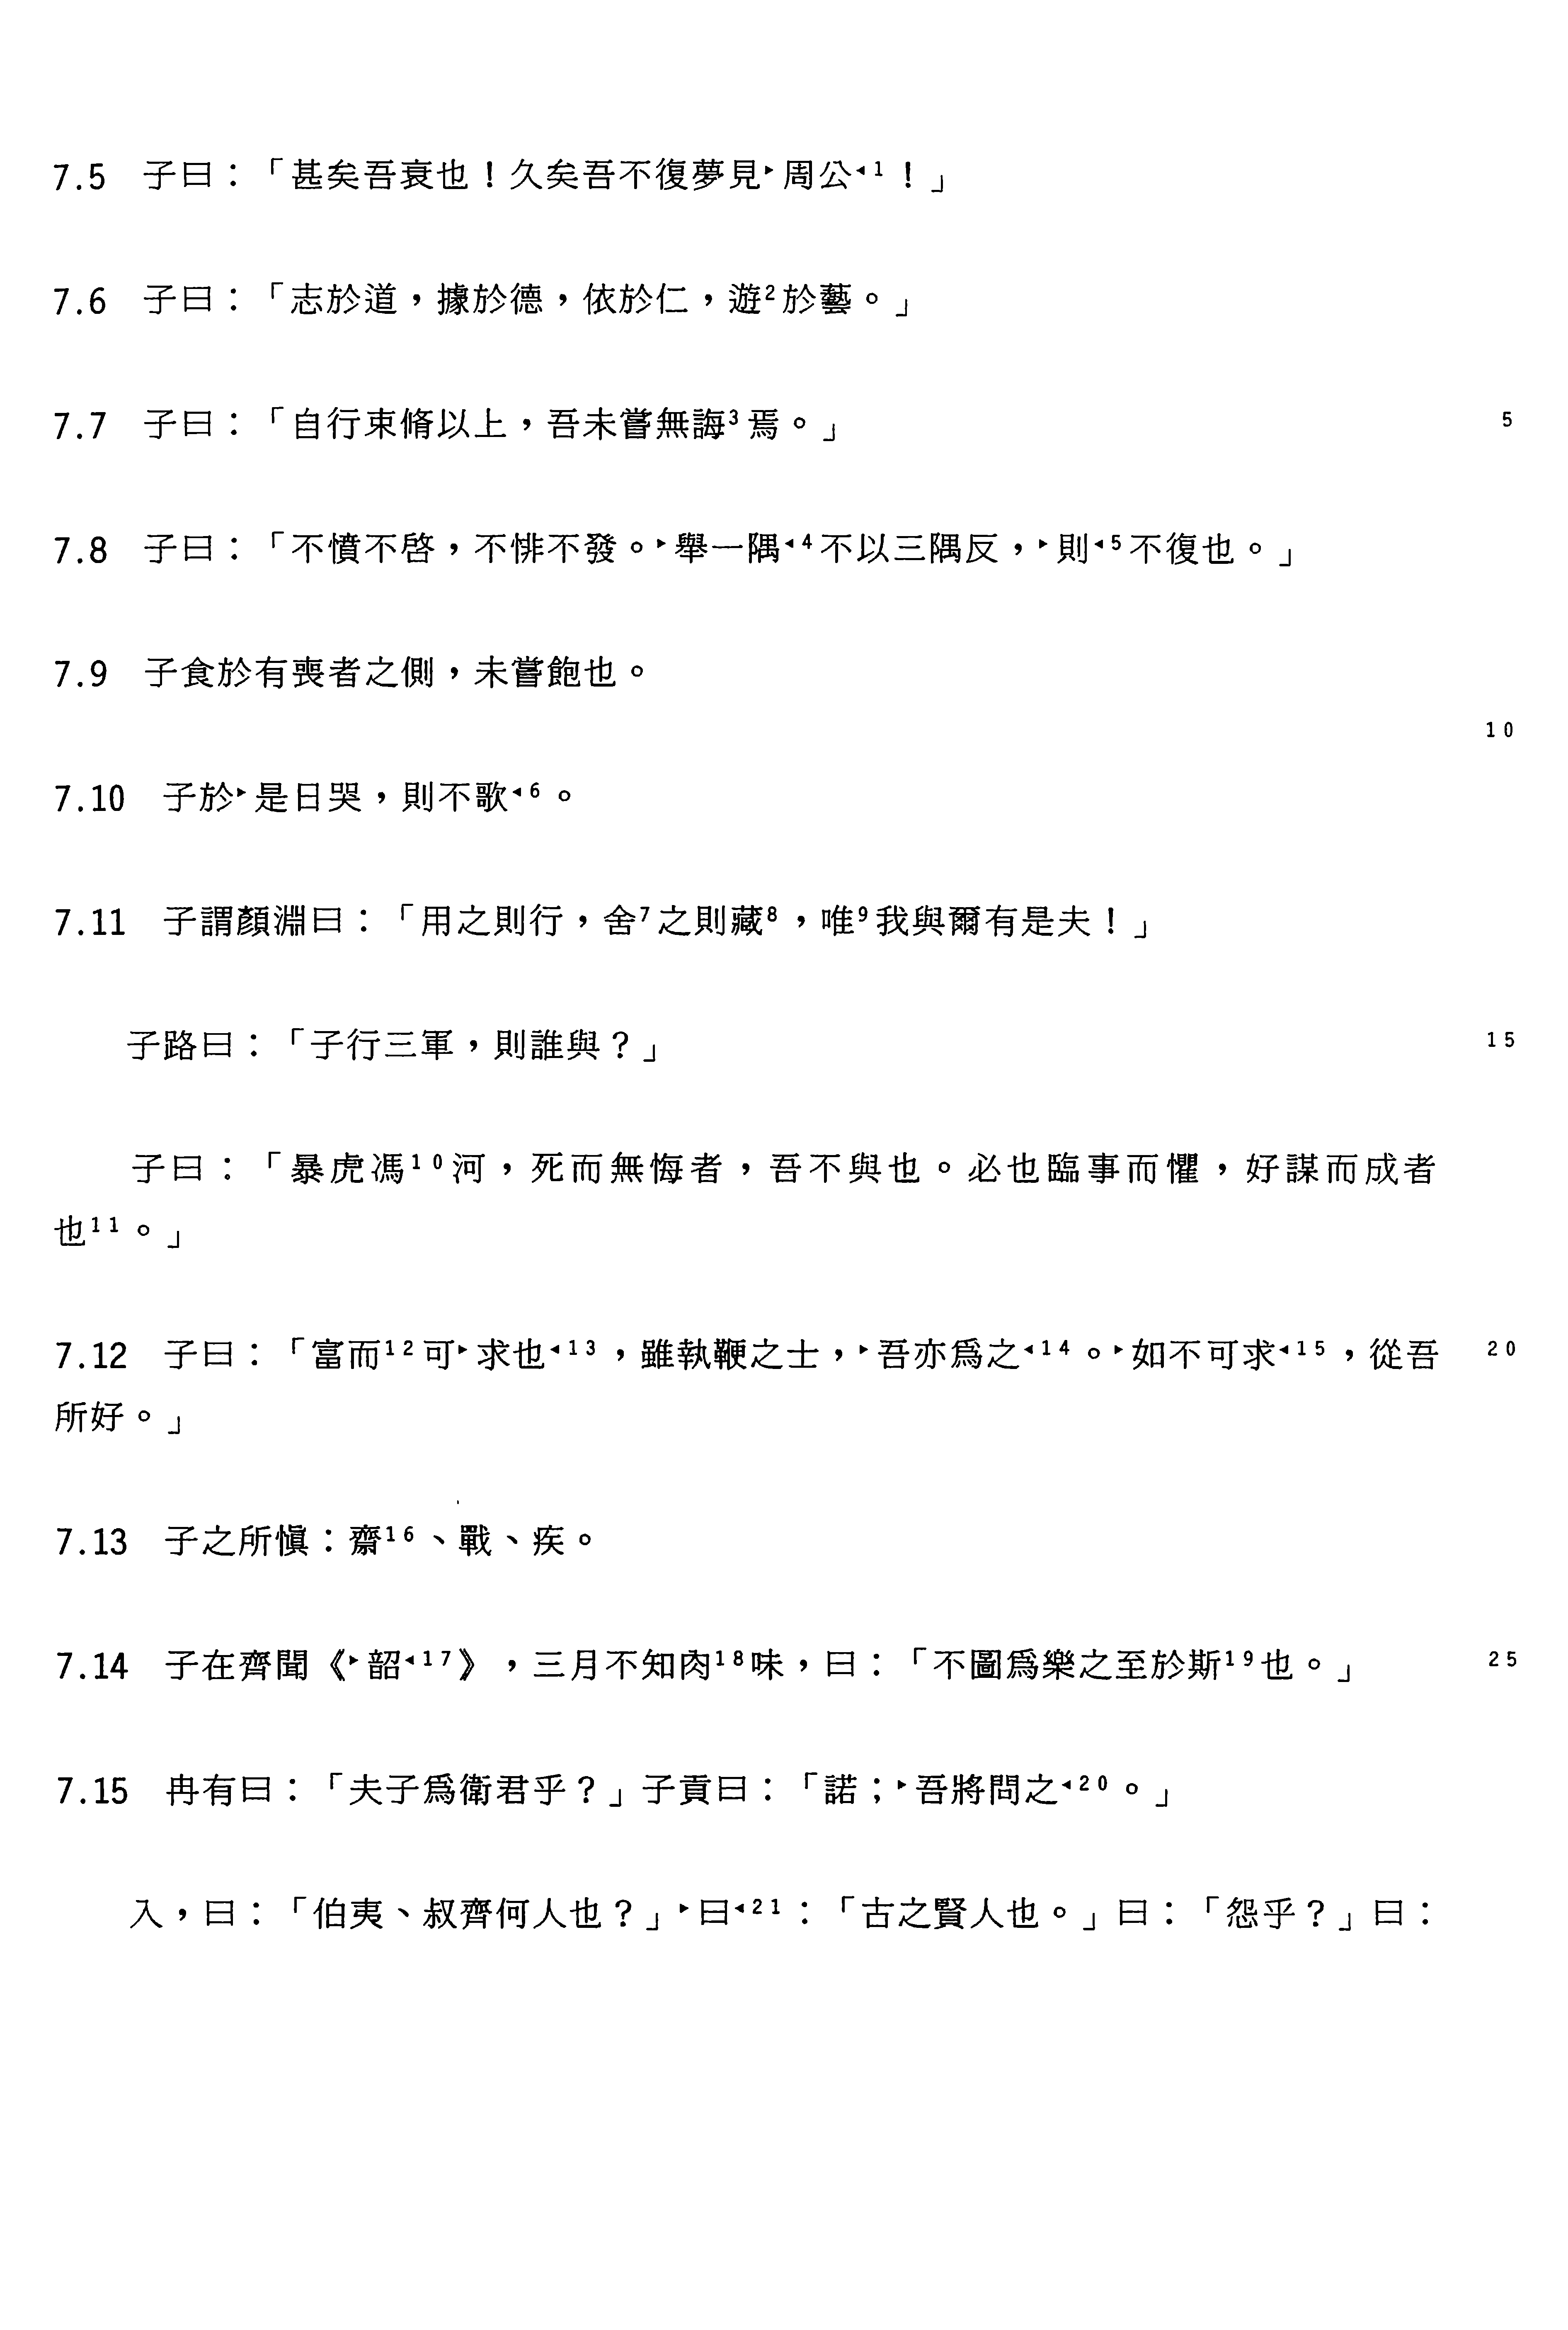 7.5 子曰：「甚矣吾衰也！久矣吾不復夢見▸周公◂1！」
7.6 子曰：「志於道，據於德，依於仁，遊2於藝。」
7.7 子曰：「自行束脩以上，吾未嘗無誨3焉。」 5
7.8 子曰：「不憤不啓，不悱不發。▸舉一隅◂4不以三隅反，▸則◂5不復也。」
7.9 子食於有喪者之側，未嘗飽也。
10
7.10 子於▸是日哭，則不歌◂6。
7.11 子謂顏淵曰：「用之則行，舍7之則藏8，唯9我與爾有是夫！」
子路曰：「子行三軍，則誰與？」 15
子曰：「暴虎馮10河，死而無悔者，吾不與也。必也臨事而懼，好謀而成者
也11。」
7.12 子曰：「富而12可▸求也◂13，雖執鞭之士，▸吾亦爲之◂14。▸如不可求◂15，從吾 20
所好。」
7.13 子之所愼：齋16、戰、疾。
7.14 子在齊聞《▸韶◂17》，三月不知肉18味，曰：「不圖爲樂之至於斯19也。」 25
7.15 冉有曰：「夫子爲衛君乎？」子貢曰：「諾；▸吾將問之◂20。」
入，曰：「伯夷、叔齊何人也？」▸曰◂21：「古之賢人也。」曰：「怨乎？」曰：